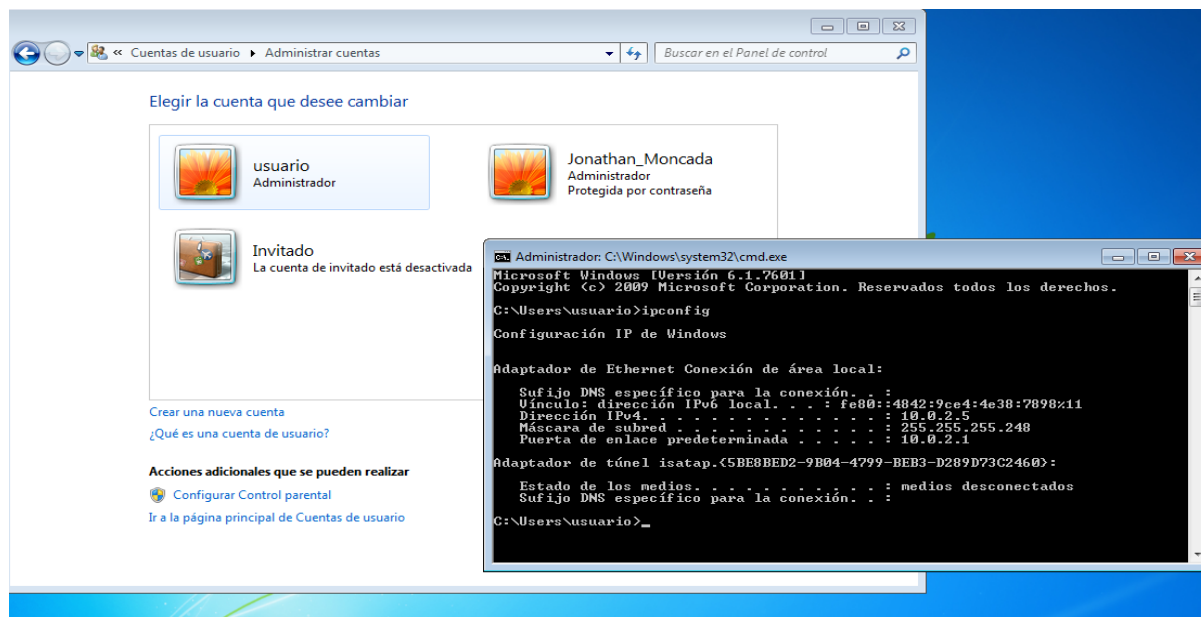 « Cuentas de usuario ▸ Administrar cuentas
Buscar en el Panel de control
Elegir la cuenta que desee cambiar
usuario
Administrador
Jonathan_Moncada
Administrador
Protegida por contraseña
Invitado
La cuenta de invitado está desactivada
Crear una nueva cuenta
¿Qué es una cuenta de usuario?
Acciones adicionales que se pueden realizar
Configurar Control parental
Ir a la página principal de Cuentas de usuario
Administrador: C:\Windows\system32\cmd.exe
Microsoft Windows [Versión 6.1.7601]
Copyright (c) 2009 Microsoft Corporation. Reservados todos los derechos.
C:\Users\usuario>ipconfig
Configuración IP de Windows
Adaptador de Ethernet Conexión de área local:
Sufijo DNS específico para la conexión. . :
Vínculo: dirección IPv6 local. . . : fe80::4842:9ce4:4e38:7898%11
Dirección IPv4. . . . . . . . . . . . . . : 10.0.2.5
Máscara de subred . . . . . . . . . . . . : 255.255.255.248
Puerta de enlace predeterminada . . . . . : 10.0.2.1
Adaptador de túnel isatap.{5BE8BED2-9B04-4799-BEB3-D289D73C2460}:
Estado de los medios. . . . . . . . . . . : medios desconectados
Sufijo DNS específico para la conexión. . :
C:\Users\usuario>_